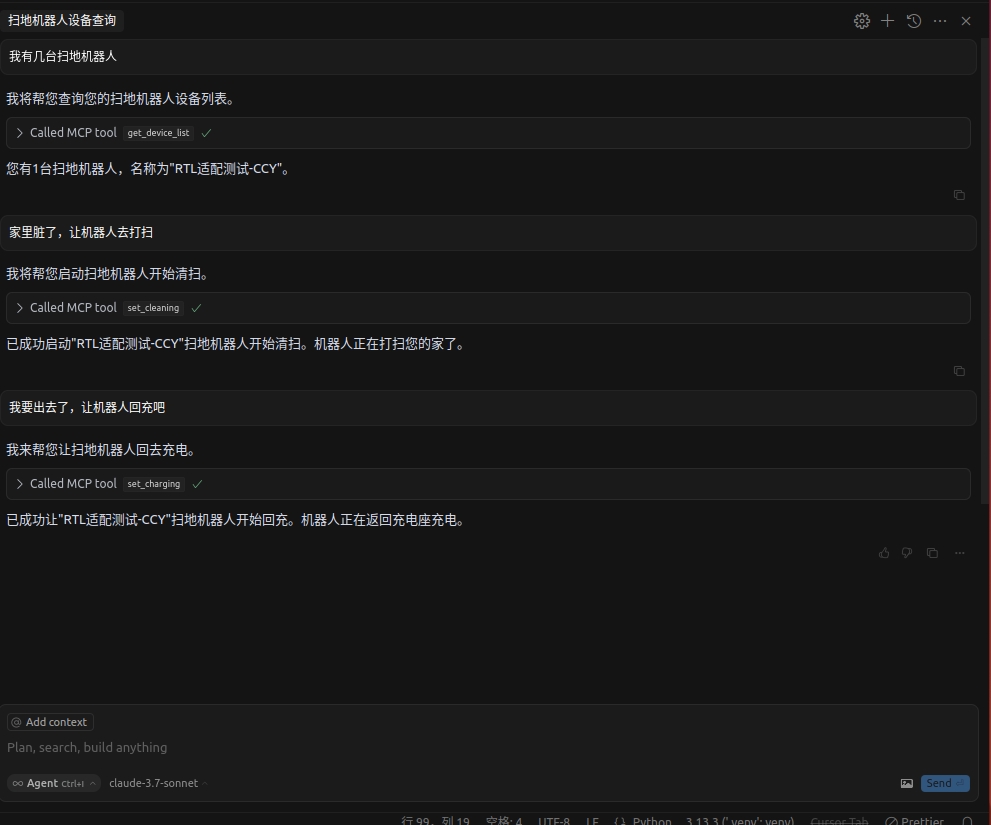 扫地机器人设备查询
我有几台扫地机器人
我将帮您查询您的扫地机器人设备列表。
Called MCP tool get_device_list
您有1台扫地机器人，名称为"RTL适配测试-CCY"。
家里脏了，让机器人去打扫
我将帮您启动扫地机器人开始清扫。
Called MCP tool set_cleaning
已成功启动"RTL适配测试-CCY"扫地机器人开始清扫。机器人正在打扫您的家了。
我要出去了，让机器人回充吧
我来帮您让扫地机器人回去充电。
Called MCP tool set_charging
已成功让"RTL适配测试-CCY"扫地机器人开始回充。机器人正在返回充电座充电。
@ Add context
Plan, search, build anything
∞ Agent Ctrl+I claude-3.7-sonnet Send
行 99，列 19 空格: 4 UTF-8 LF {} Python 3.13.3 ('.venv': venv) Cursor Tab Prettier